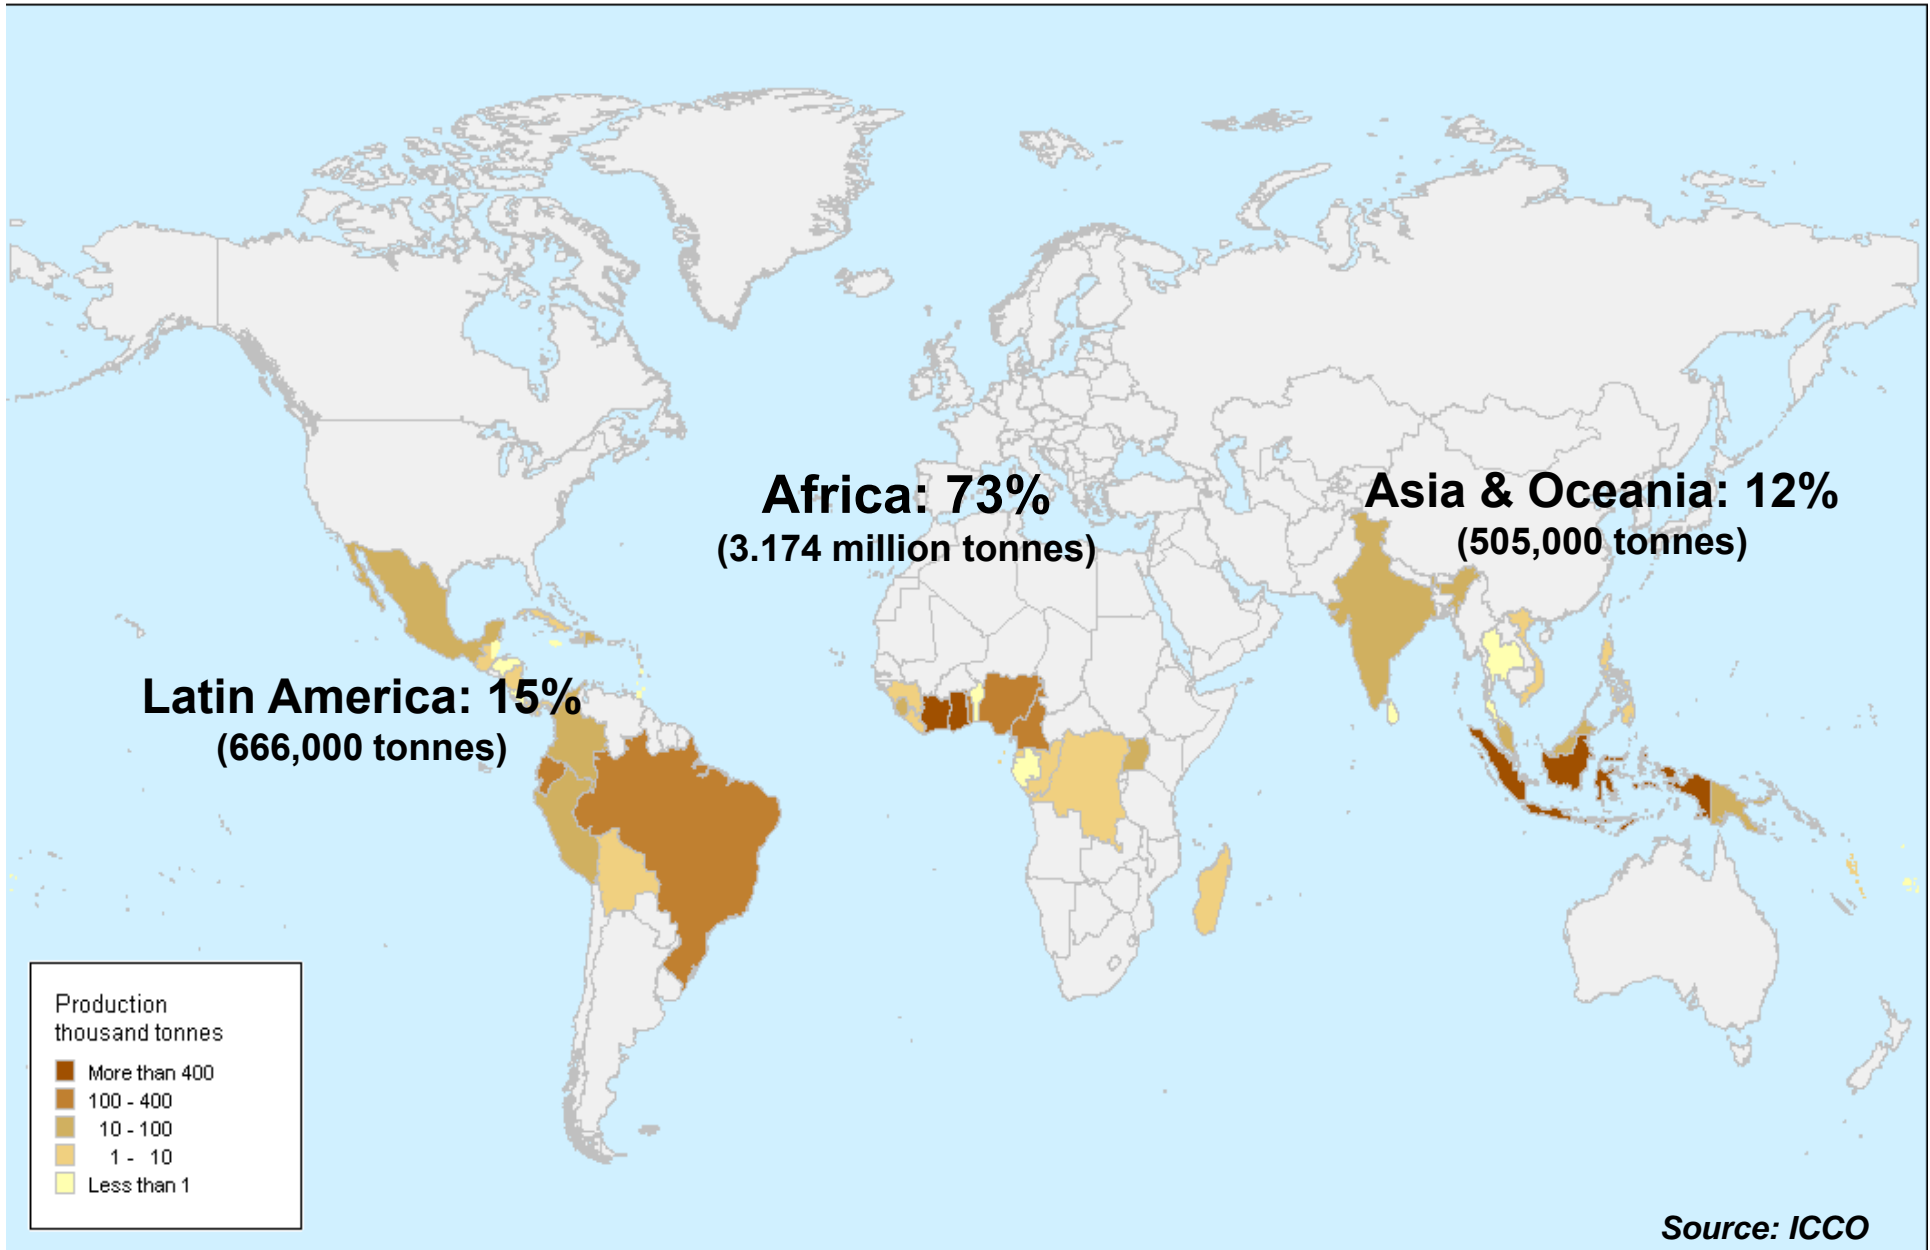 Africa: 73%
(3.174 million tonnes)
Asia & Oceania: 12%
(505,000 tonnes)
Latin America: 15%
(666,000 tonnes)
Production
thousand tonnes
More than 400
100 - 400
10 - 100
1 - 10
Less than 1
Source: ICCO